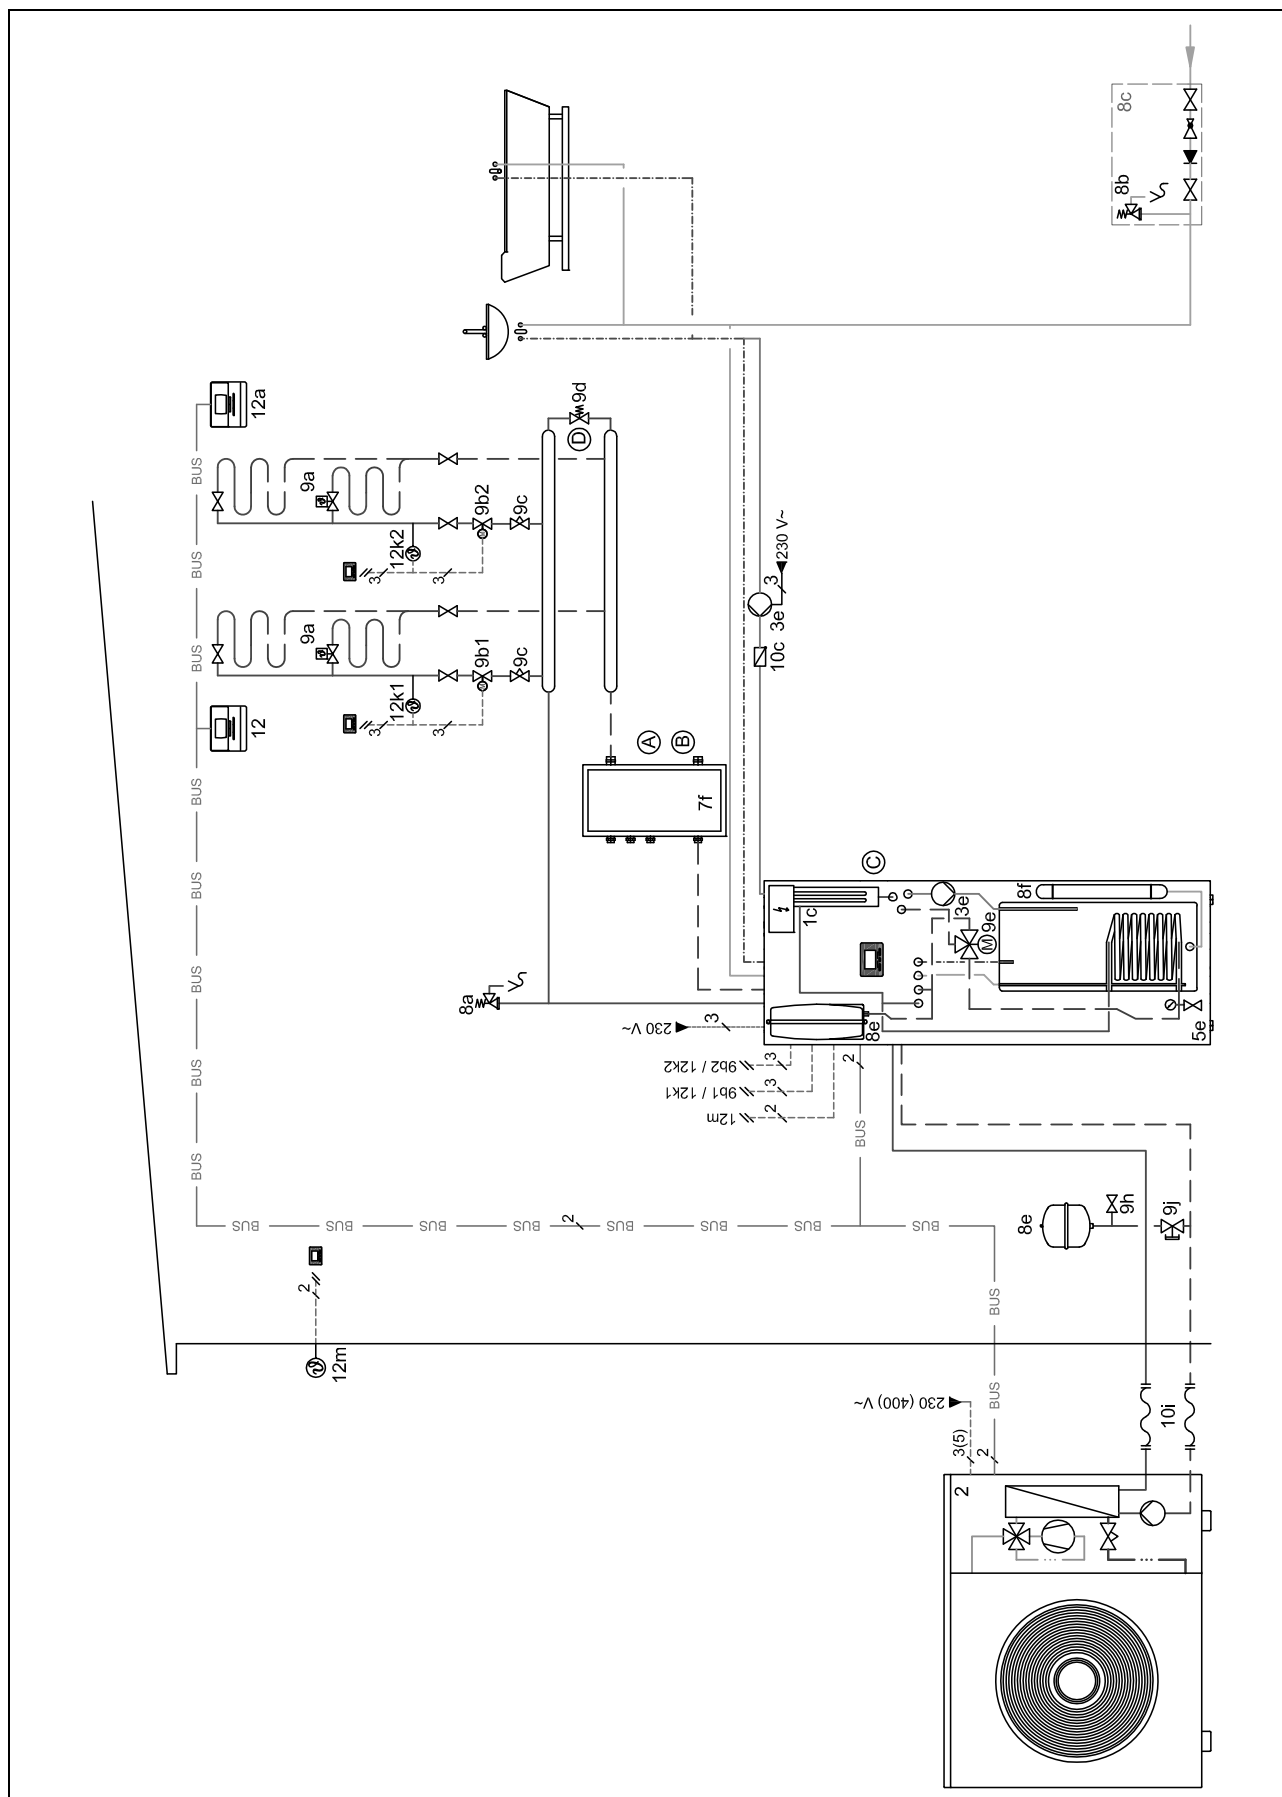 8c
8b
12a
BUS
BUS
9d
D
9a
9b2
9c
12k2
3
3
230 V~
3
3e
10c
BUS
9a
9b1
9c
12k1
3
3
12
BUS
BUS
BUS
BUS
A
B
7f
C
1c
3e
8f
9e
M
8e
5e
8a
230 V~
3
9b2 / 12k2
3
9b1 / 12k1
3
12m
2
2
BUS
BUS
BUS
BUS
BUS
2
BUS
BUS
BUS
BUS
8e
9h
9j
2
12m
BUS
BUS
230 (400) V~
3(5)
2
10i
2